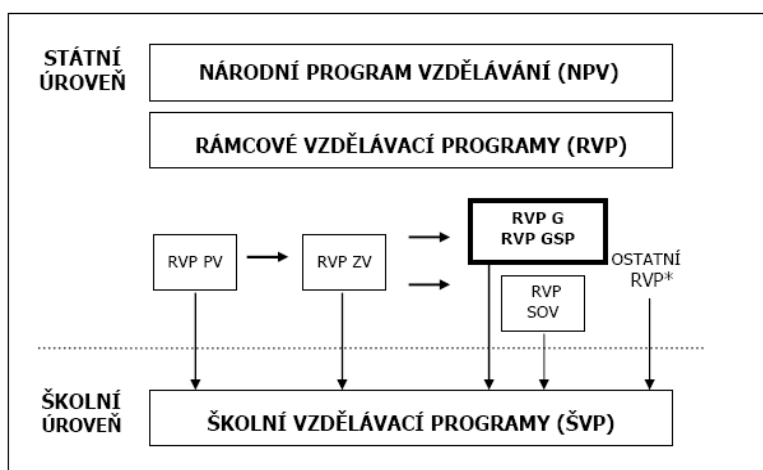 STÁTNÍ
ÚROVEŇ
NÁRODNÍ PROGRAM VZDĚLÁVÁNÍ (NPV)
RÁMCOVÉ VZDĚLÁVACÍ PROGRAMY (RVP)
RVP PV
RVP ZV
RVP G
RVP GSP
RVP
SOV
OSTATNÍ
RVP*
ŠKOLNÍ
ÚROVEŇ
ŠKOLNÍ VZDĚLÁVACÍ PROGRAMY (ŠVP)